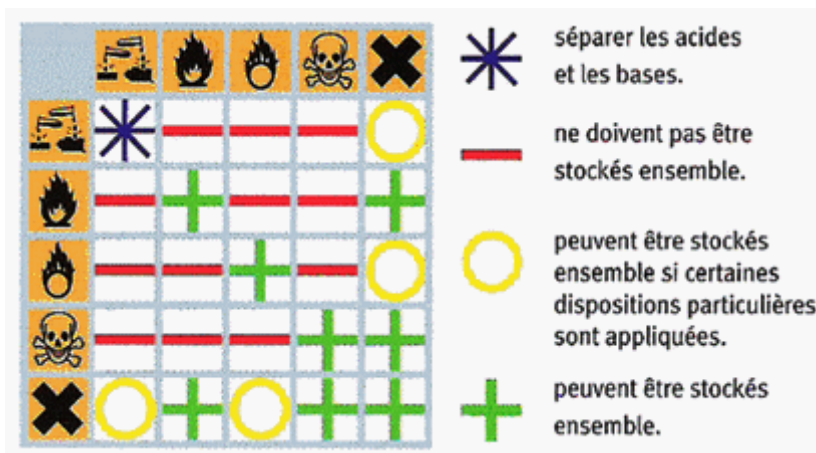 séparer les acides
et les bases.
ne doivent pas être
stockés ensemble.
peuvent être stockés
ensemble si certaines
dispositions particulières
sont appliquées.
peuvent être stockés
ensemble.